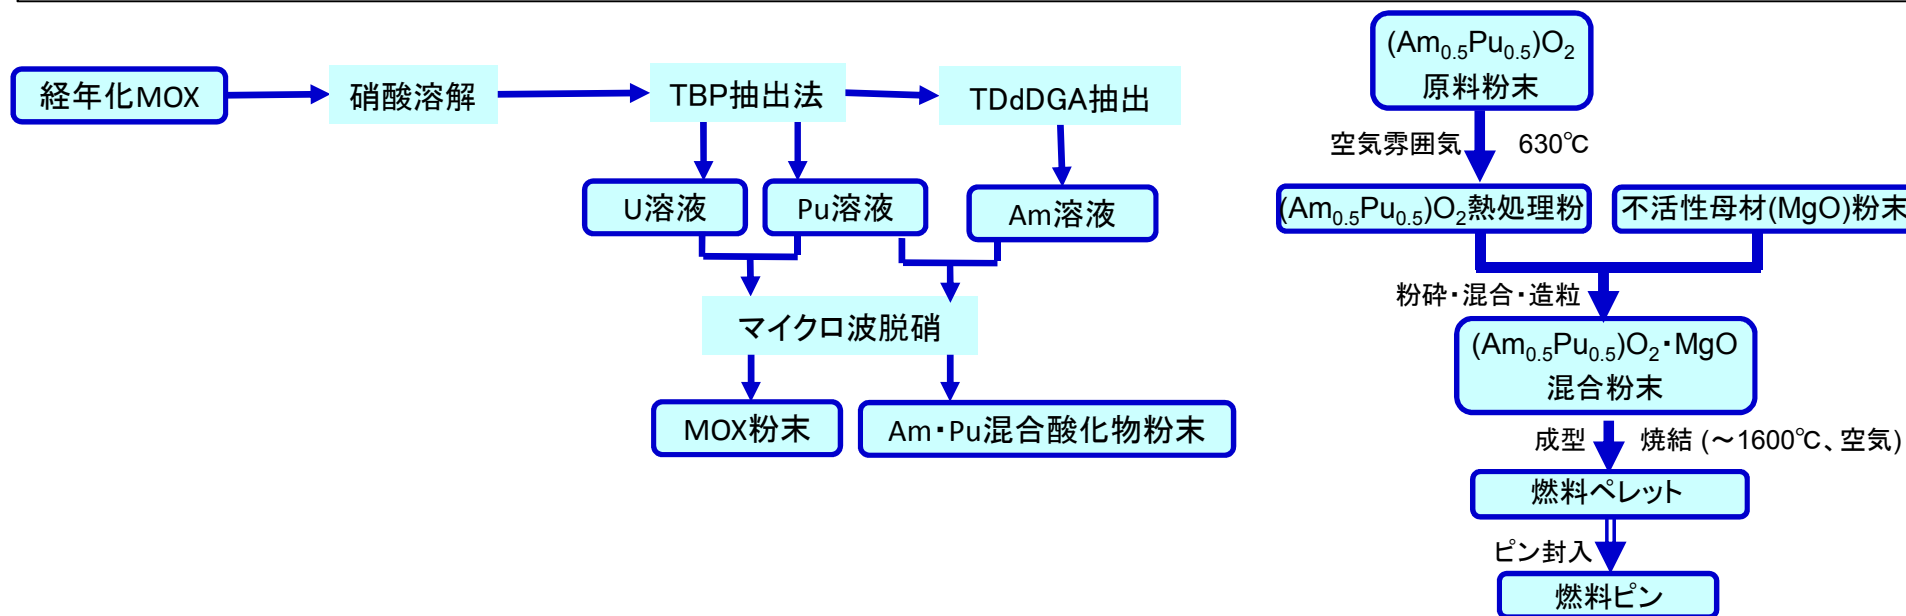 経年化MOX
硝酸溶解
TBP抽出法
TDdDGA抽出
U溶液
Pu溶液
Am溶液
マイクロ波脱硝
MOX粉末
Am・Pu混合酸化物粉末
(Am0.5Pu0.5)O2
原料粉末
空気雰囲気 630℃
(Am0.5Pu0.5)O2熱処理粉
不活性母材(MgO)粉末
粉砕・混合・造粒
(Am0.5Pu0.5)O2・MgO
混合粉末
成型 焼結 (～1600℃、空気)
燃料ペレット
ピン封入
燃料ピン